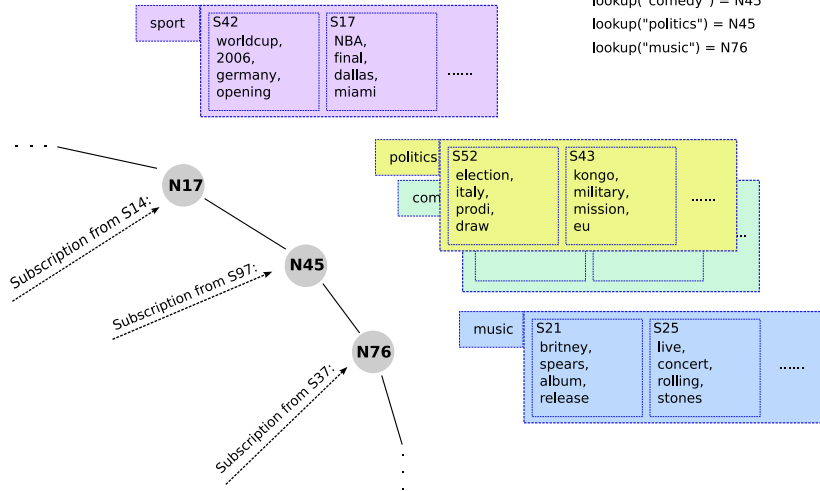 lookup("comedy") = N45
lookup("politics") = N45
lookup("music") = N76
sport
S42
worldcup,
2006,
germany,
opening
S17
NBA,
final,
dallas,
miami
......
. . .
N17
Subscription from S14:
N45
Subscription from S97:
N76
Subscription from S37:
politics
S52
election,
italy,
prodi,
draw
S43
kongo,
military,
mission,
eu
......
com
music
S21
britney,
spears,
album,
release
S25
live,
concert,
rolling,
stones
......